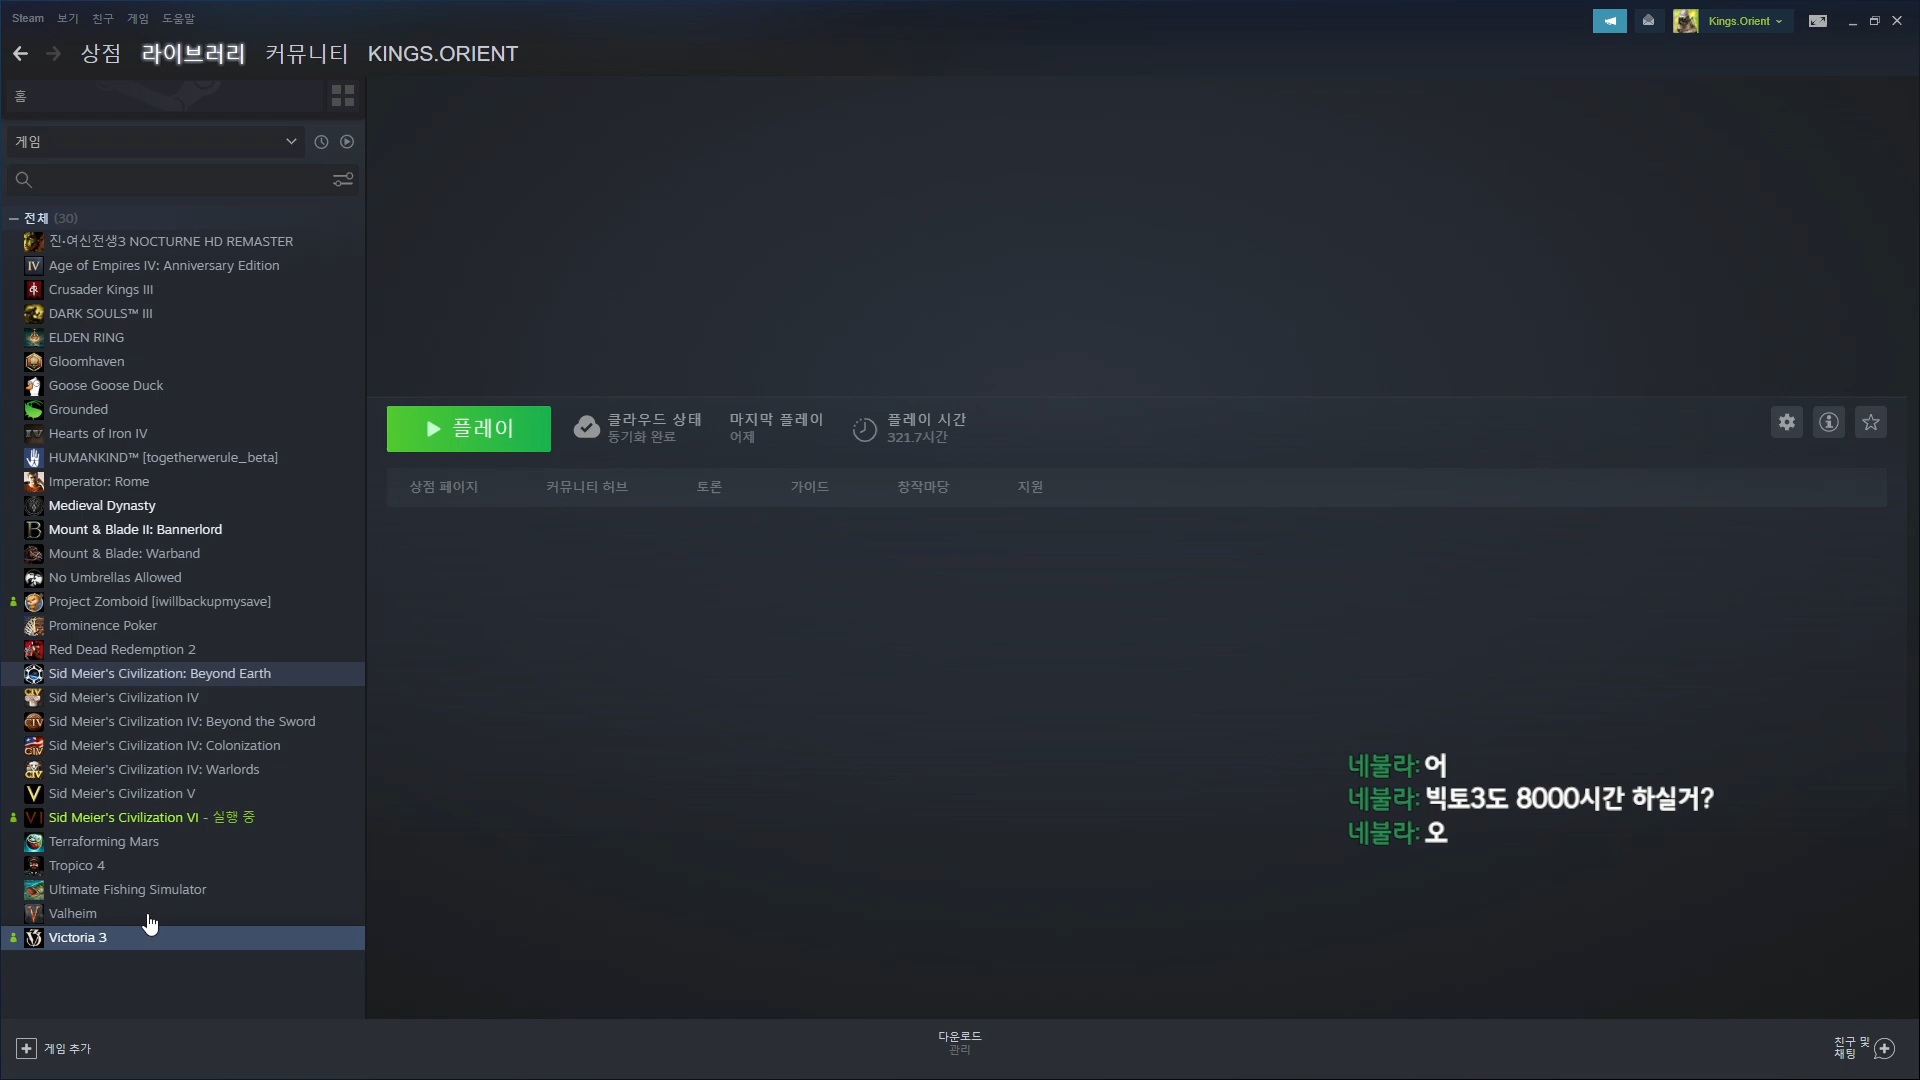 Steam 보기 친구 게임 도움말
Kings.Orient
상점 라이브러리 커뮤니티 KINGS.ORIENT
홈
게임
전체 (30)
진·여신전생3 NOCTURNE HD REMASTER
Age of Empires IV: Anniversary Edition
Crusader Kings III
DARK SOULS™ III
ELDEN RING
Gloomhaven
Goose Goose Duck
Grounded
Hearts of Iron IV
HUMANKIND™ [togetherwerule_beta]
Imperator: Rome
Medieval Dynasty
Mount & Blade II: Bannerlord
Mount & Blade: Warband
No Umbrellas Allowed
Project Zomboid [iwillbackupmysave]
Prominence Poker
Red Dead Redemption 2
Sid Meier's Civilization: Beyond Earth
Sid Meier's Civilization IV
Sid Meier's Civilization IV: Beyond the Sword
Sid Meier's Civilization IV: Colonization
Sid Meier's Civilization IV: Warlords
Sid Meier's Civilization V
Sid Meier's Civilization VI - 실행 중
Terraforming Mars
Tropico 4
Ultimate Fishing Simulator
Valheim
Victoria 3
플레이
클라우드 상태
동기화 완료
마지막 플레이
어제
플레이 시간
321.7시간
상점 페이지 커뮤니티 허브 토론 가이드 창작마당 지원
네불라: 어
네불라: 빅토3도 8000시간 하실거?
네불라: 오
게임 추가
다운로드
관리
친구 및
채팅